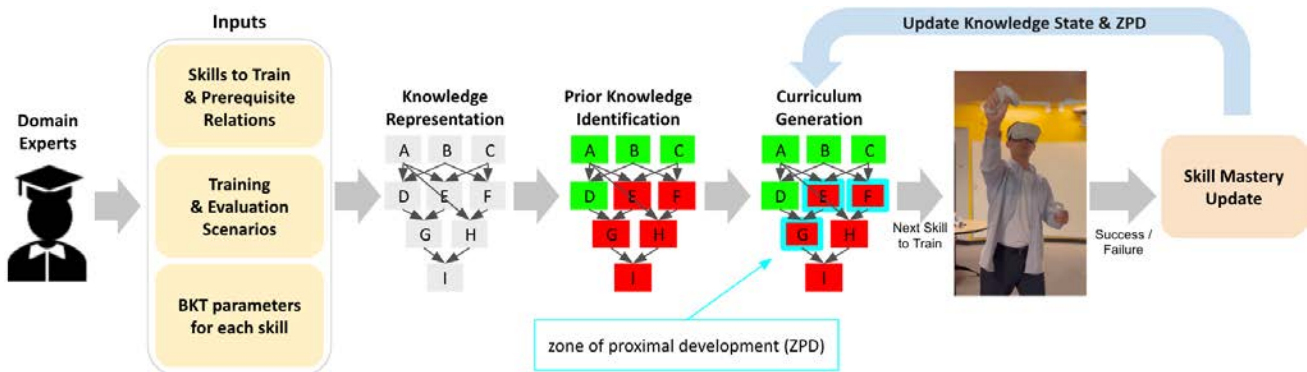 Inputs
Domain
Experts
Skills to Train
& Prerequisite
Relations
Training
& Evaluation
Scenarios
BKT parameters
for each skill
Knowledge
Representation
A B C
D E F
G H
I
Prior Knowledge
Identification
A B C
D E F
G H
I
Curriculum
Generation
A B C
D E F
G H
I
zone of proximal development (ZPD)
Next Skill
to Train
Success /
Failure
Skill Mastery
Update
Update Knowledge State & ZPD